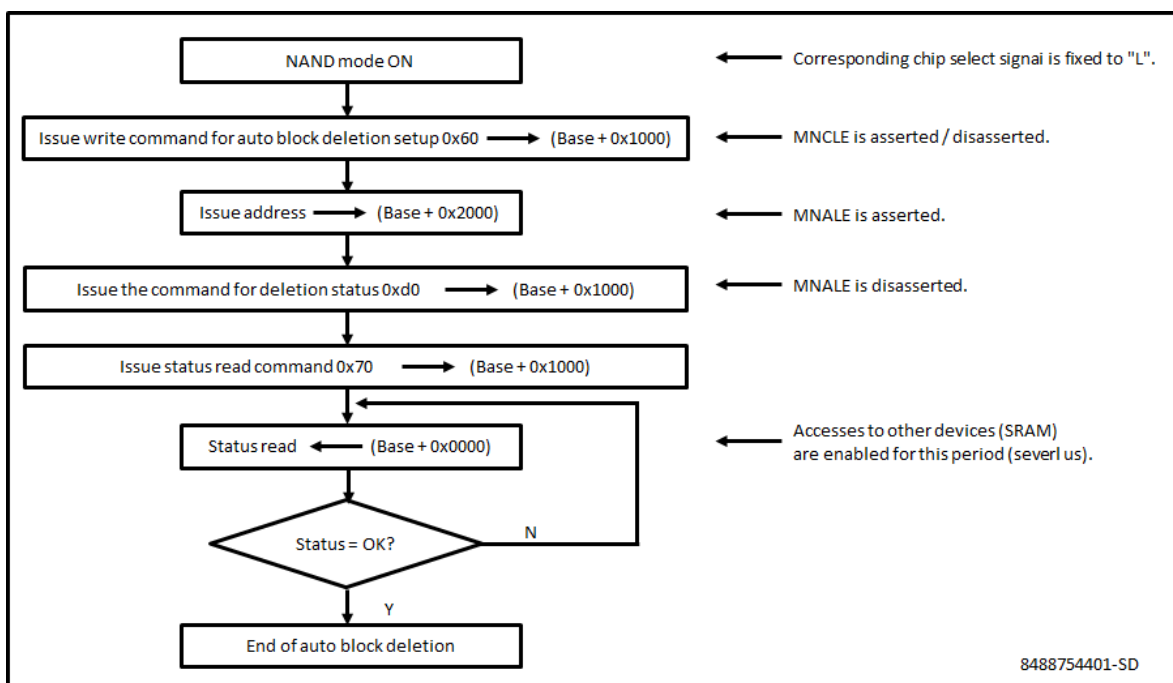 NAND mode ON
Corresponding chip select signai is fixed to "L".
Issue write command for auto block deletion setup 0x60 (Base + 0x1000)
MNCLE is asserted / disasserted.
Issue address (Base + 0x2000)
MNALE is asserted.
Issue the command for deletion status 0xd0 (Base + 0x1000)
MNALE is disasserted.
Issue status read command 0x70 (Base + 0x1000)
Status read (Base + 0x0000)
Accesses to other devices (SRAM)
are enabled for this period (severl us).
Status = OK?
N
Y
End of auto block deletion
8488754401-SD